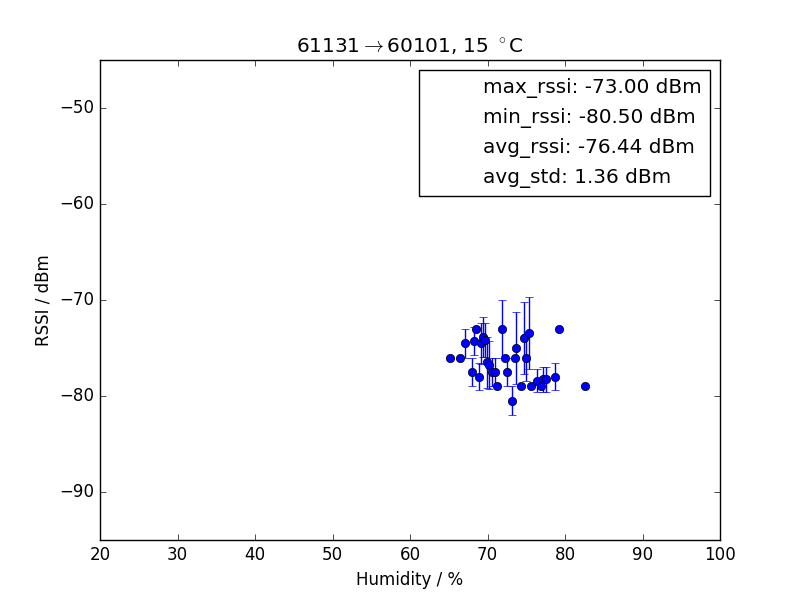 61131→60101, 15 °C
max_rssi: -73.00 dBm
min_rssi: -80.50 dBm
avg_rssi: -76.44 dBm
avg_std: 1.36 dBm
−50
−60
−70
−80
−90
RSSI / dBm
20 30 40 50 60 70 80 90 100
Humidity / %